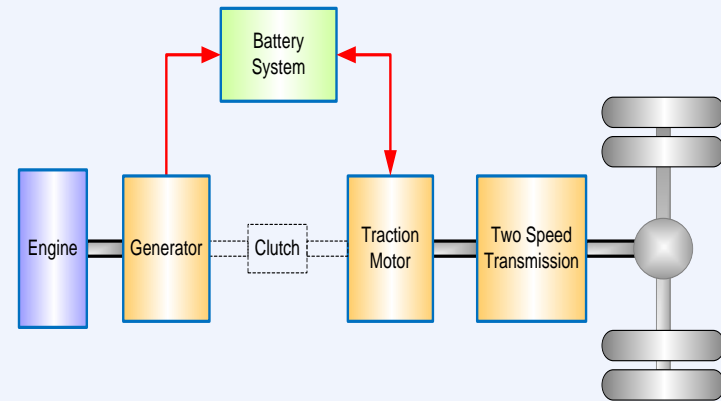 Battery
System
Engine
Generator
Clutch
Traction
Motor
Two Speed
Transmission